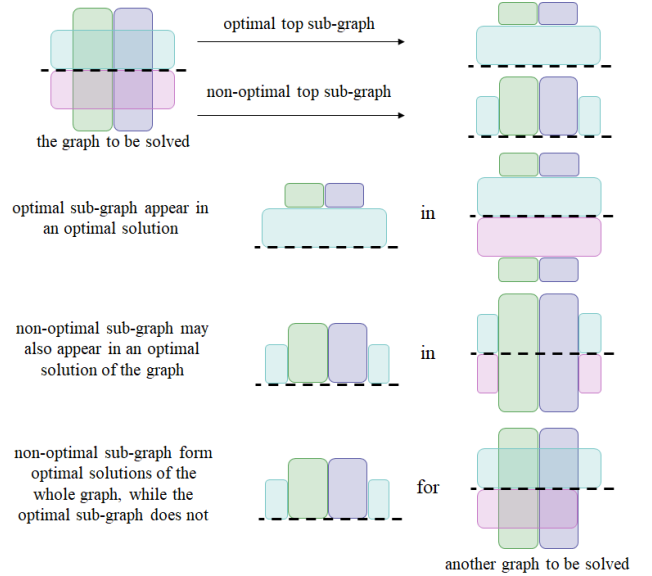 optimal top sub-graph
non-optimal top sub-graph
the graph to be solved
optimal sub-graph appear in
an optimal solution
in
non-optimal sub-graph may
also appear in an optimal
solution of the graph
in
non-optimal sub-graph form
optimal solutions of the
whole graph, while the
optimal sub-graph does not
for
another graph to be solved